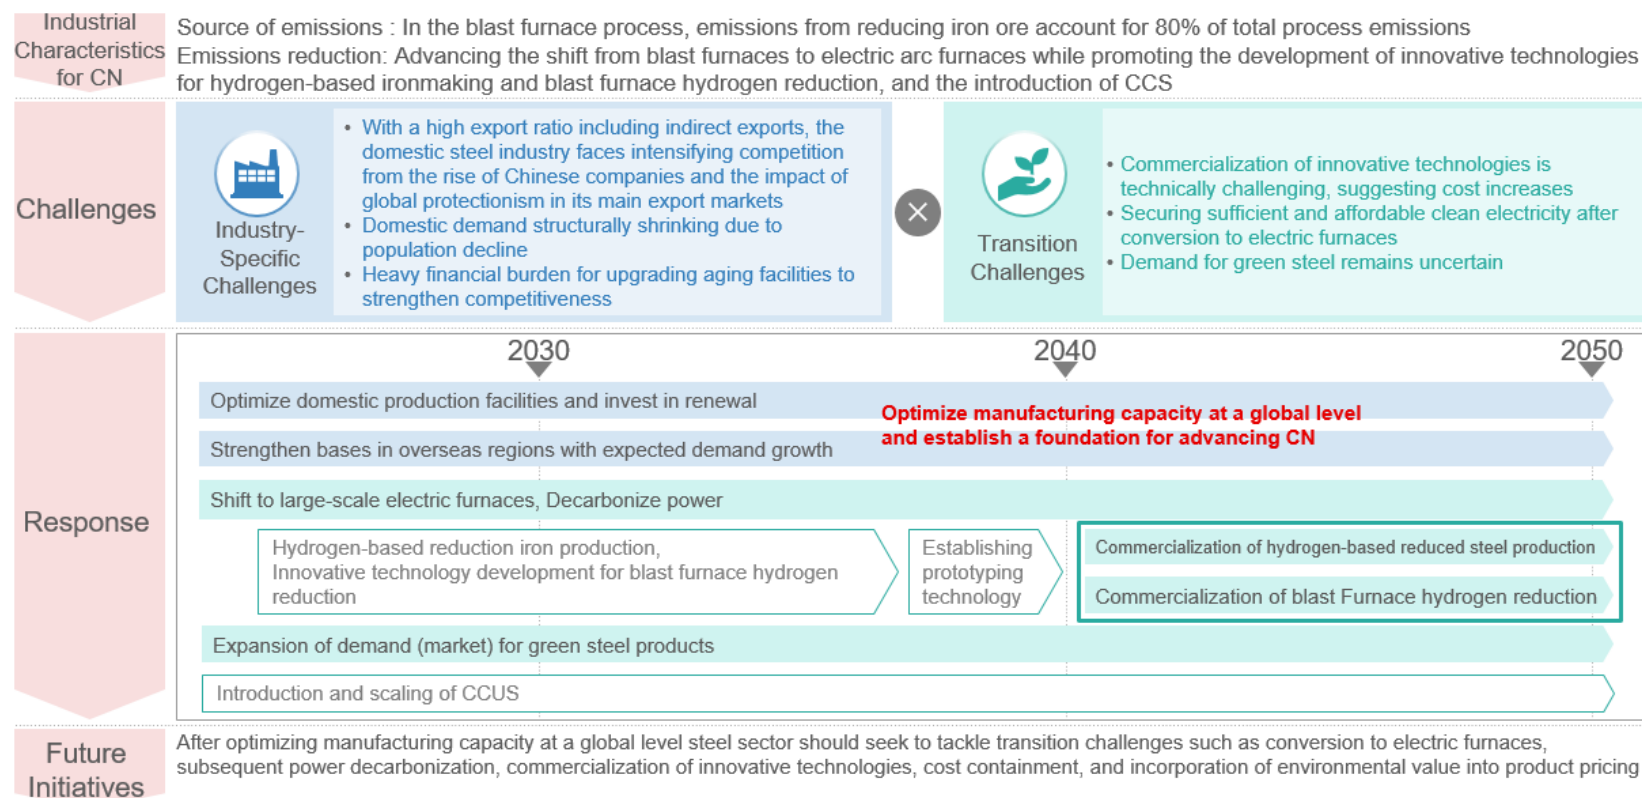 Industrial
Characteristics
for CN
Source of emissions : In the blast furnace process, emissions from reducing iron ore account for 80% of total process emissions
Emissions reduction: Advancing the shift from blast furnaces to electric arc furnaces while promoting the development of innovative technologies
for hydrogen-based ironmaking and blast furnace hydrogen reduction, and the introduction of CCS
Challenges
Industry-
Specific
Challenges
• With a high export ratio including indirect exports, the
domestic steel industry faces intensifying competition
from the rise of Chinese companies and the impact of
global protectionism in its main export markets
• Domestic demand structurally shrinking due to
population decline
• Heavy financial burden for upgrading aging facilities to
strengthen competitiveness
Transition
Challenges
• Commercialization of innovative technologies is
technically challenging, suggesting cost increases
• Securing sufficient and affordable clean electricity after
conversion to electric furnaces
• Demand for green steel remains uncertain
Response
2030
2040
2050
Optimize domestic production facilities and invest in renewal
Strengthen bases in overseas regions with expected demand growth
Optimize manufacturing capacity at a global level
and establish a foundation for advancing CN
Shift to large-scale electric furnaces, Decarbonize power
Hydrogen-based reduction iron production,
Innovative technology development for blast furnace hydrogen
reduction
Establishing
prototyping
technology
Commercialization of hydrogen-based reduced steel production
Commercialization of blast Furnace hydrogen reduction
Expansion of demand (market) for green steel products
Introduction and scaling of CCUS
Future
Initiatives
After optimizing manufacturing capacity at a global level steel sector should seek to tackle transition challenges such as conversion to electric furnaces,
subsequent power decarbonization, commercialization of innovative technologies, cost containment, and incorporation of environmental value into product pricing